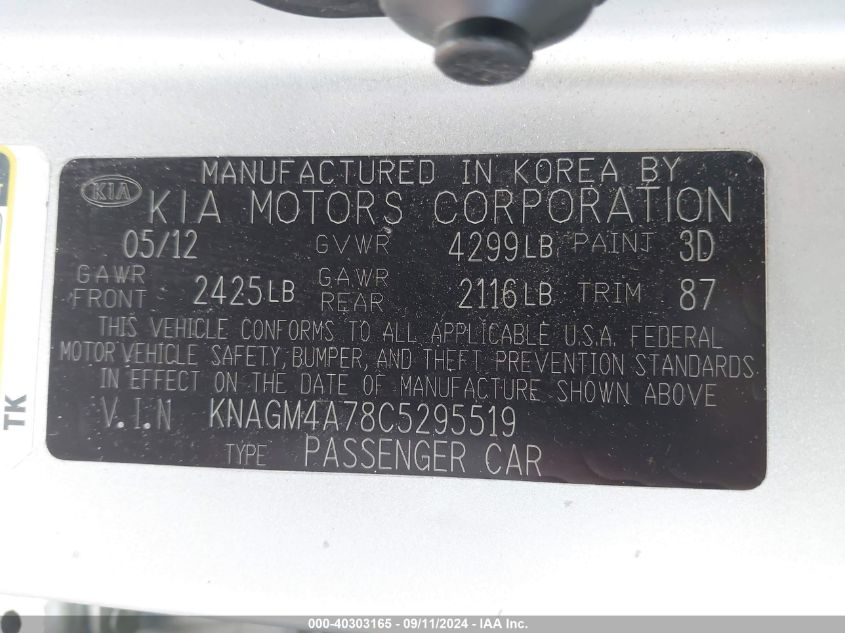 MANUFACTURED IN KOREA BY
KIA KIA MOTORS CORPORATION
05/12 GVWR 4299LB PAINT 3D
GAWR FRONT 2425LB GAWR REAR 2116LB TRIM 87
THIS VEHICLE CONFORMS TO ALL APPLICABLE U.S.A. FEDERAL
MOTOR VEHICLE SAFETY, BUMPER, AND THEFT PREVENTION STANDARDS
IN EFFECT ON THE DATE OF MANUFACTURE SHOWN ABOVE
V.I.N KNAGM4A78C5295519
TYPE PASSENGER CAR
TK
000-40303165 - 09/11/2024 - IAA Inc.